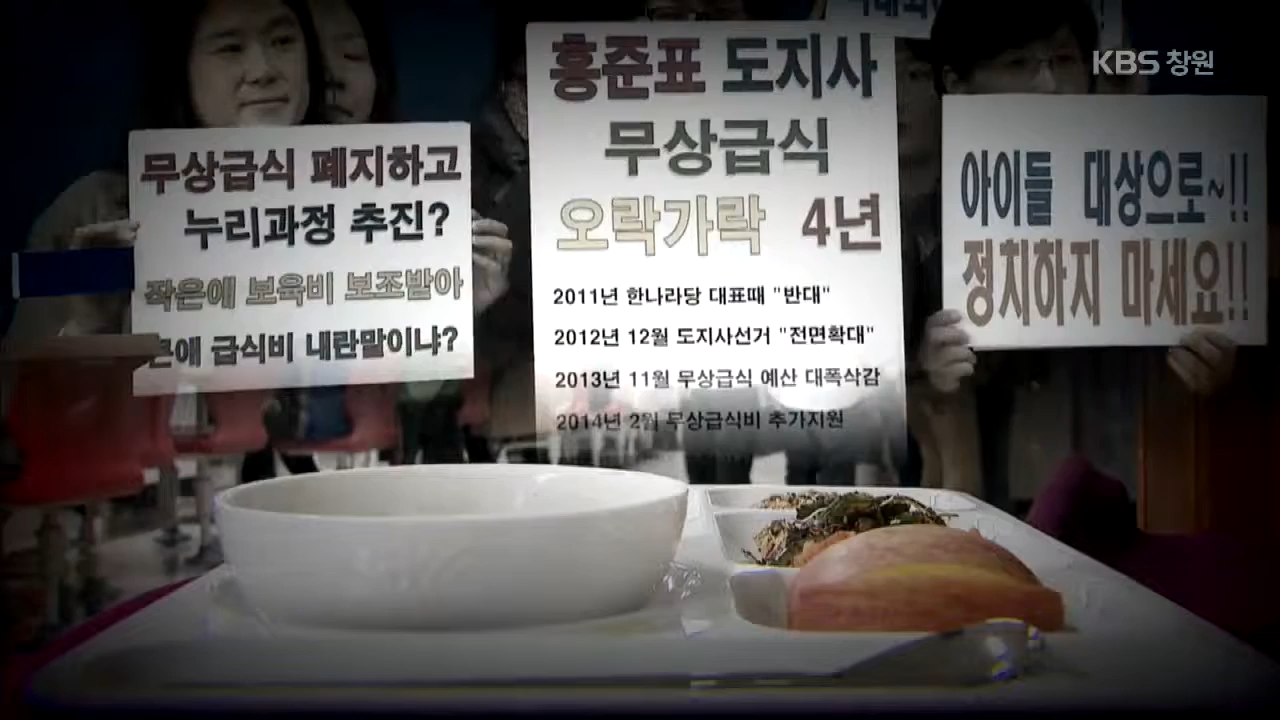 KBS 창원
무상급식 폐지하고
누리과정 추진?
작은애 보육비 보조받아
큰애 급식비 내란말이냐?
홍준표 도지사
무상급식
오락가락 4년
2011년 한나라당 대표때 "반대"
2012년 12월 도지사선거 "전면확대"
2013년 11월 무상급식 예산 대폭삭감
2014년 2월 무상급식비 추가지원
아이들 대상으로~!!
정치하지 마세요!!